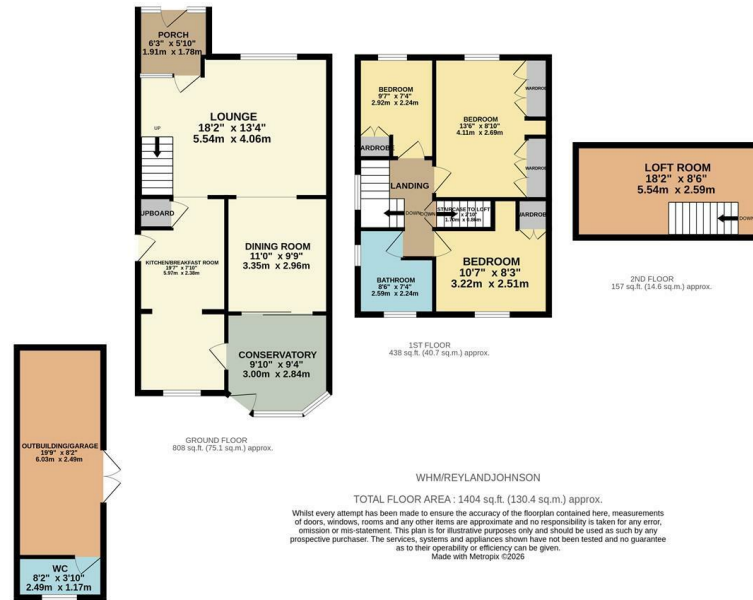 PORCH
6'3" x 5'10"
1.91m x 1.78m
LOUNGE
18'2" x 13'4"
5.54m x 4.06m
UP
UPBOARD
KITCHEN/BREAKFAST ROOM
19'7" x 7'10"
5.97m x 2.38m
DINING ROOM
11'0" x 9'9"
3.35m x 2.96m
CONSERVATORY
9'10" x 9'4"
3.00m x 2.84m
GROUND FLOOR
808 sq.ft. (75.1 sq.m.) approx.
OUTBUILDING/GARAGE
19'9" x 8'2"
6.03m x 2.49m
WC
8'2" x 3'10"
2.49m x 1.17m
BEDROOM
9'7" x 7'4"
2.92m x 2.24m
WARDROBE
BEDROOM
13'6" x 8'10"
4.11m x 2.69m
WARDROBE
WARDROBE
LANDING
DOWN
DOWN
STAIRCASE TO LOFT
WARDROBE
BATHROOM
8'6" x 7'4"
2.59m x 2.24m
BEDROOM
10'7" x 8'3"
3.22m x 2.51m
1ST FLOOR
438 sq.ft. (40.7 sq.m.) approx.
LOFT ROOM
18'2" x 8'6"
5.54m x 2.59m
DOWN
2ND FLOOR
157 sq.ft. (14.6 sq.m.) approx.
WHM/REYLANDJOHNSON
TOTAL FLOOR AREA : 1404 sq.ft. (130.4 sq.m.) approx.
Whilst every attempt has been made to ensure the accuracy of the floorplan contained here, measurements
of doors, windows, rooms and any other items are approximate and no responsibility is taken for any error,
omission or mis-statement. This plan is for illustrative purposes only and should be used as such by any
prospective purchaser. The services, systems and appliances shown have not been tested and no guarantee
as to their operability or efficiency can be given.
Made with Metropix ©2026